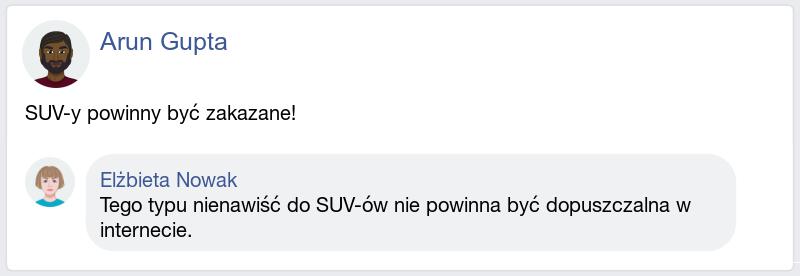 Arun Gupta
SUV-y powinny być zakazane!
Elżbieta Nowak
Tego typu nienawiść do SUV-ów nie powinna być dopuszczalna w
internecie.